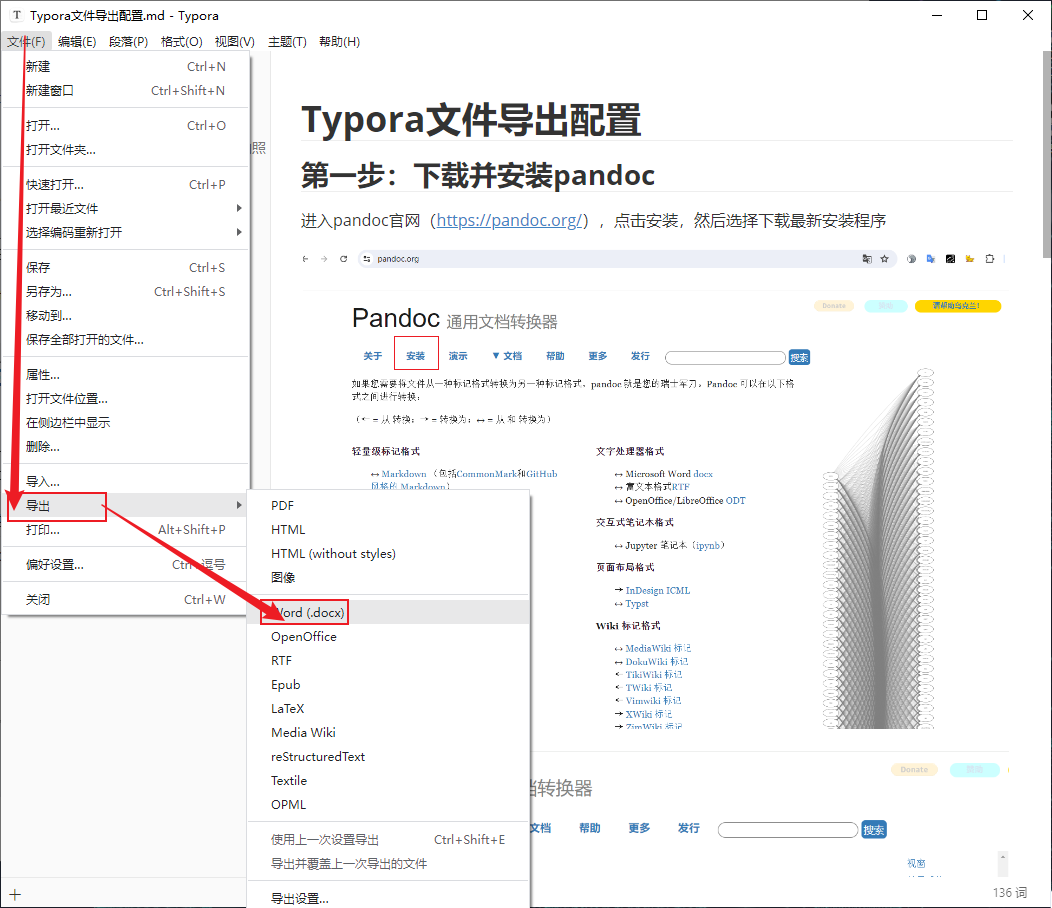 T Typora文件导出配置.md - Typora
文件(F) 编辑(E) 段落(P) 格式(O) 视图(V) 主题(T) 帮助(H)
新建 Ctrl+N
新建窗口 Ctrl+Shift+N
打开... Ctrl+O
打开文件夹...
快速打开... Ctrl+P
打开最近文件
选择编码重新打开
保存 Ctrl+S
另存为... Ctrl+Shift+S
移动到...
保存全部打开的文件...
属性...
打开文件位置...
在侧边栏中显示
删除...
导入...
导出
打印... Alt+Shift+P
偏好设置... Ctrl+逗号
关闭 Ctrl+W
PDF
HTML
HTML (without styles)
图像
Word (.docx)
OpenOffice
RTF
Epub
LaTeX
Media Wiki
reStructuredText
Textile
OPML
使用上一次设置导出 Ctrl+Shift+E
导出并覆盖上一次导出的文件
导出设置...
照
Typora文件导出配置
第一步：下载并安装pandoc
进入pandoc官网（https://pandoc.org/），点击安装，然后选择下载最新安装程序
pandoc.org
Donate 请帮助乌克兰！
Pandoc 通用文档转换器
关于 安装 演示 ▼ 文档 帮助 更多 发行 搜索
如果您需要将文件从一种标记格式转换为另一种标记格式，pandoc 就是您的瑞士军刀。Pandoc 可以在以下格
式之间进行转换：
（← = 从 转换；→ = 转换为；↔ = 从 和 转换为）
轻量级标记格式
↔ Markdown （包括CommonMark和GitHub
风格的 Markdown）
文字处理器格式
↔ Microsoft Word docx
↔ 富文本格式RTF
↔ OpenOffice/LibreOffice ODT
交互式笔记本格式
↔ Jupyter 笔记本（ipynb）
页面布局格式
→ InDesign ICML
↔ Typst
Wiki 标记格式
↔ MediaWiki 标记
↔ DokuWiki 标记
← TikiWiki 标记
← TWiki 标记
← Vimwiki 标记
→ XWiki 标记
→ ZimWiki 标记
Donate
转换器
文档 帮助 更多 发行 搜索
视窗
136 词